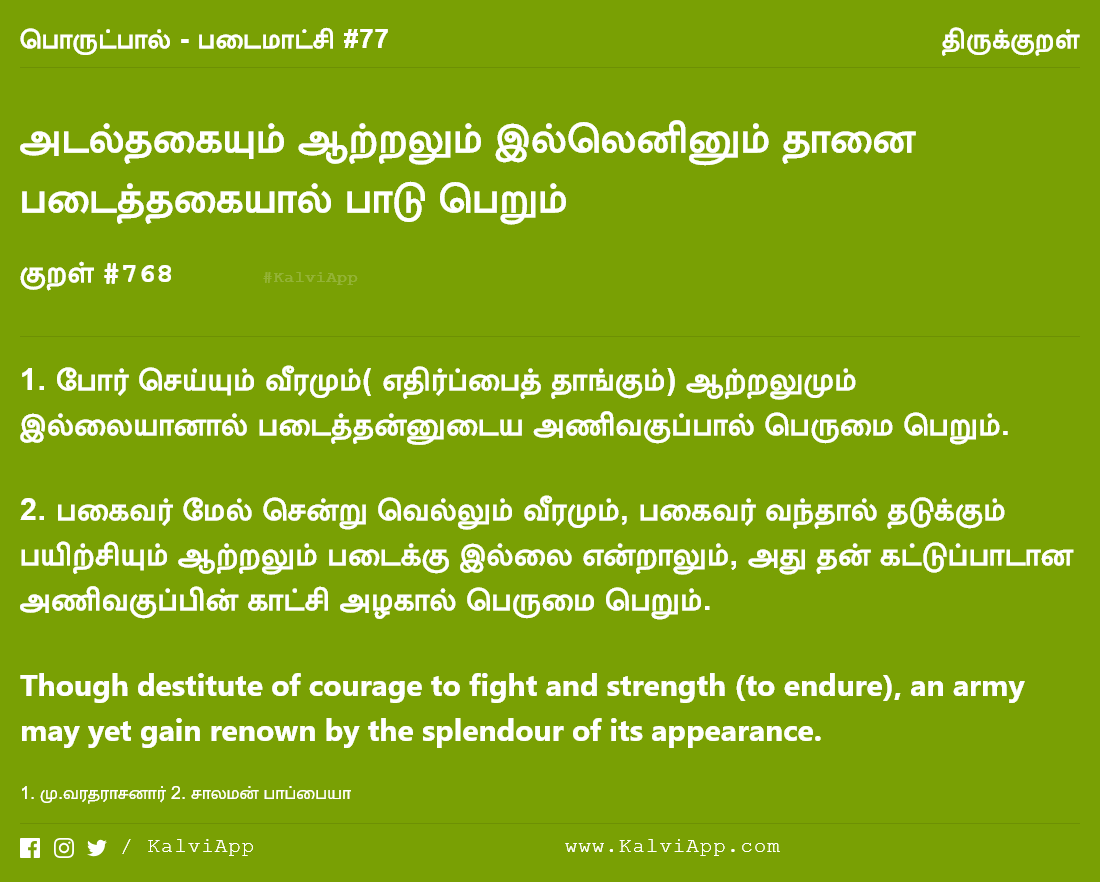 பொருட்பால் - படைமாட்சி #77
திருக்குறள்
அடல்தகையும் ஆற்றலும் இல்லெனினும் தானை
படைத்தகையால் பாடு பெறும்
குறள் #768
#KalviApp
1. போர் செய்யும் வீரமும்( எதிர்ப்பைத் தாங்கும்) ஆற்றலுமும்
இல்லையானால் படைத்தன்னுடைய அணிவகுப்பால் பெருமை பெறும்.
2. பகைவர் மேல் சென்று வெல்லும் வீரமும், பகைவர் வந்தால் தடுக்கும்
பயிற்சியும் ஆற்றலும் படைக்கு இல்லை என்றாலும், அது தன் கட்டுப்பாடான
அணிவகுப்பின் காட்சி அழகால் பெருமை பெறும்.
Though destitute of courage to fight and strength (to endure), an army
may yet gain renown by the splendour of its appearance.
1. மு.வரதராசனார் 2. சாலமன் பாப்பையா
/ KalviApp
www.KalviApp.com